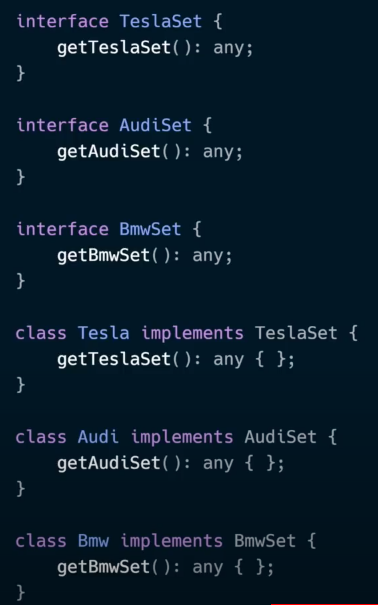 interface TeslaSet {
    getTeslaSet(): any;
}

interface AudiSet {
    getAudiSet(): any;
}

interface BmwSet {
    getBmwSet(): any;
}

class Tesla implements TeslaSet {
    getTeslaSet(): any { };
}

class Audi implements AudiSet {
    getAudiSet(): any { };
}

class Bmw implements BmwSet {
    getBmwSet(): any { };
}